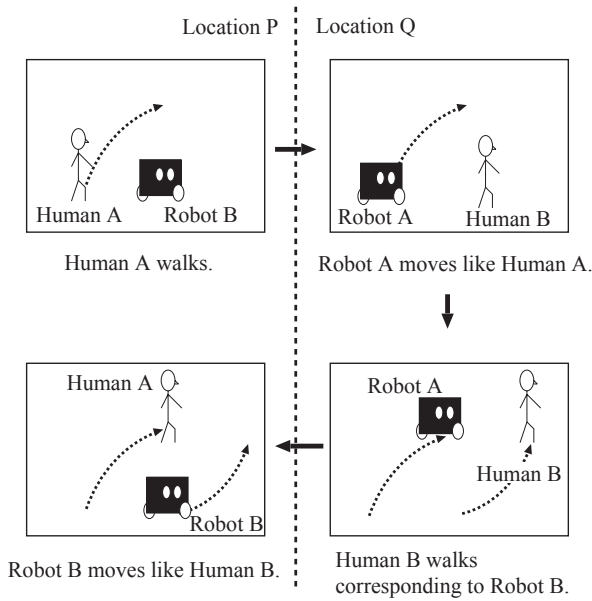 Location P
Location Q
Human A
Robot B
Robot A
Human B
Human A walks.
Robot A moves like Human A.
Human A
Robot B
Robot A
Human B
Robot B moves like Human B.
Human B walks
corresponding to Robot B.